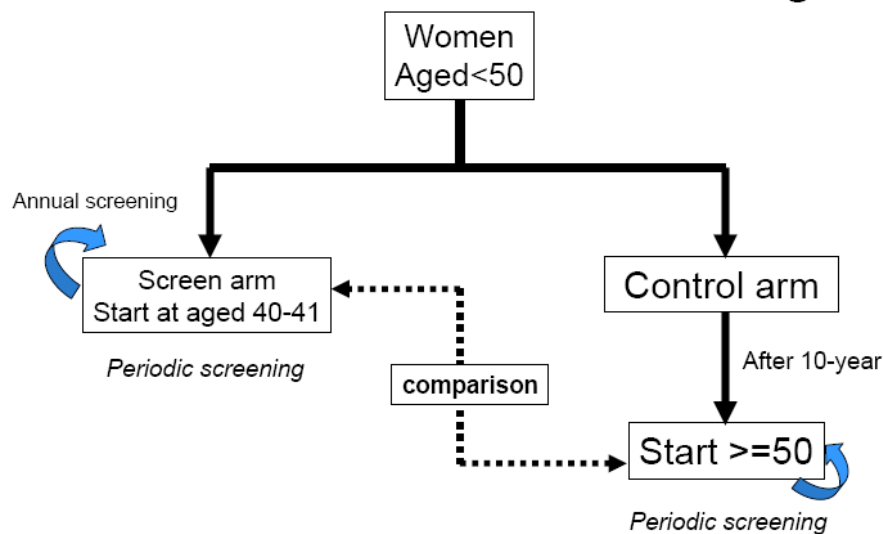 Women
Aged<50
Annual screening
Screen arm
Start at aged 40-41
Periodic screening
Control arm
After 10-year
comparison
Start >=50
Periodic screening